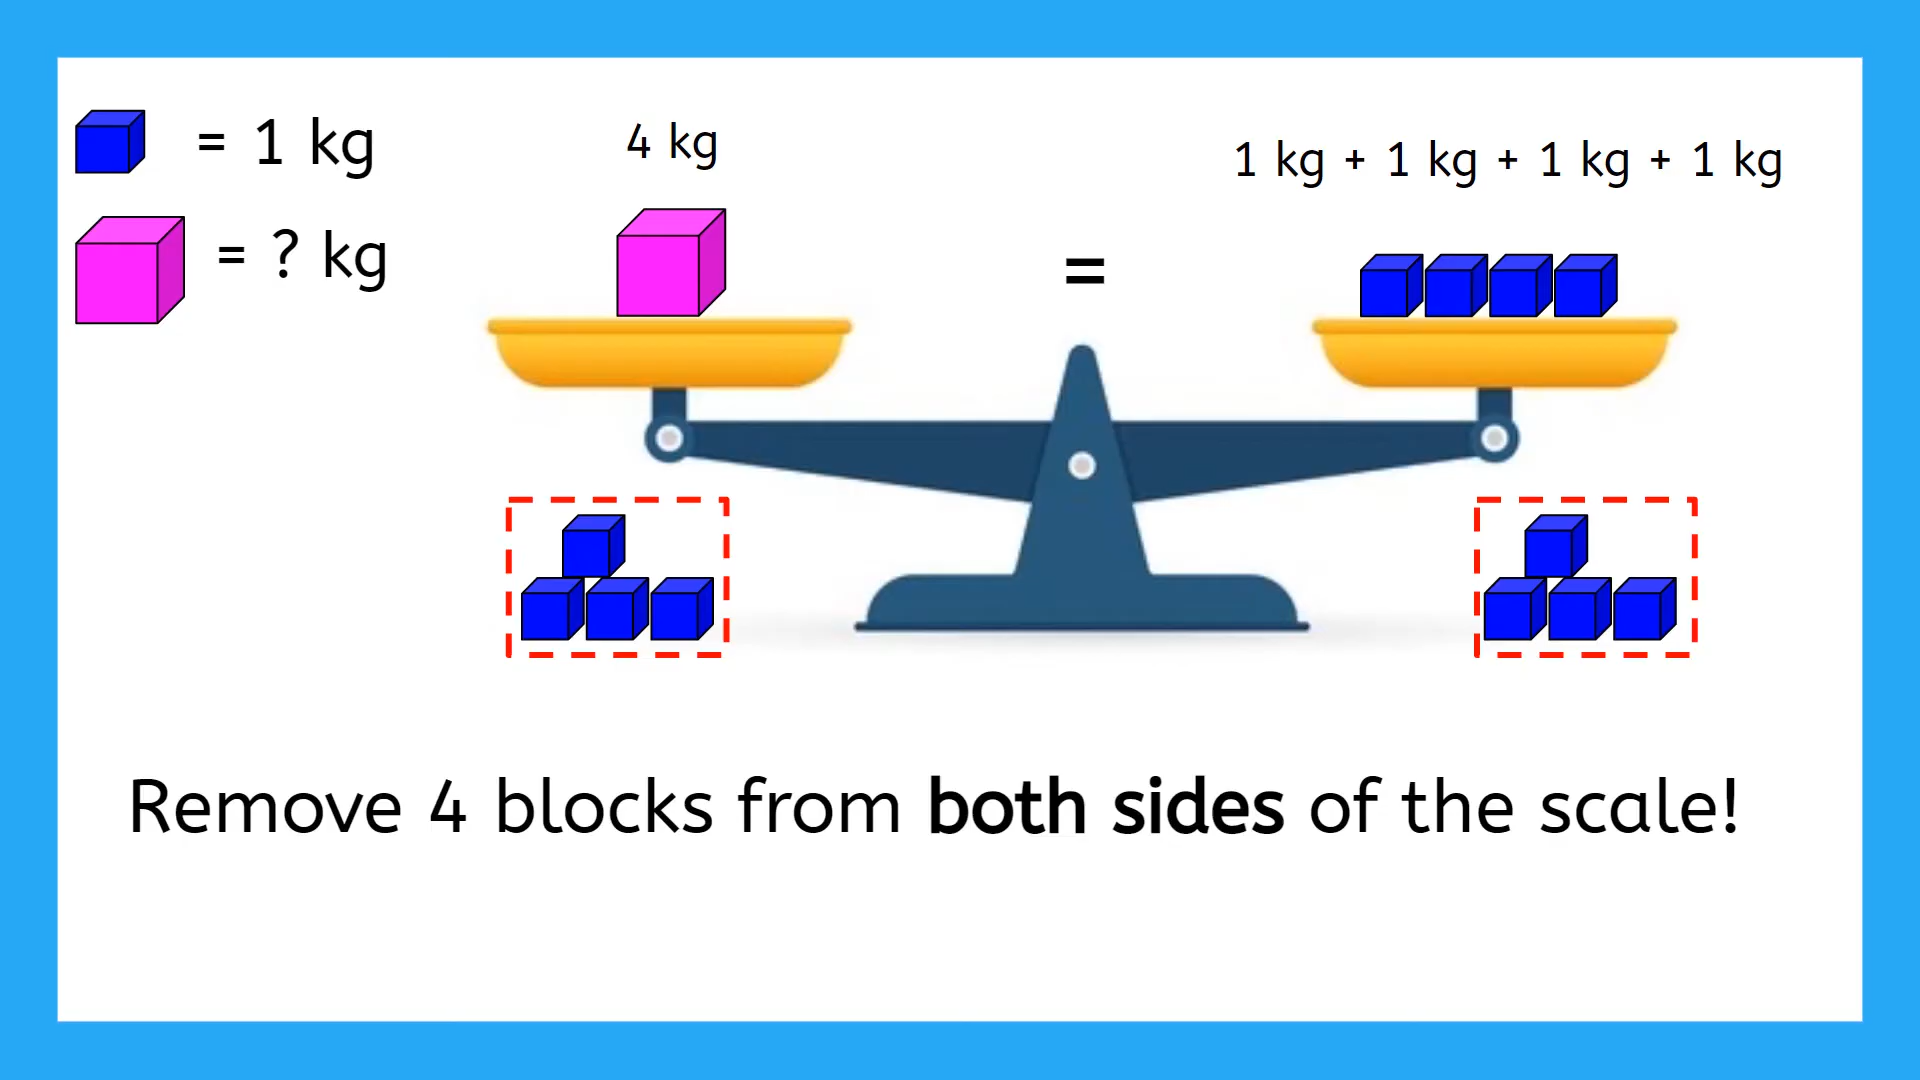 = 1 kg
= ? kg
4 kg
=
1 kg + 1 kg + 1 kg + 1 kg
Remove 4 blocks from both sides of the scale!